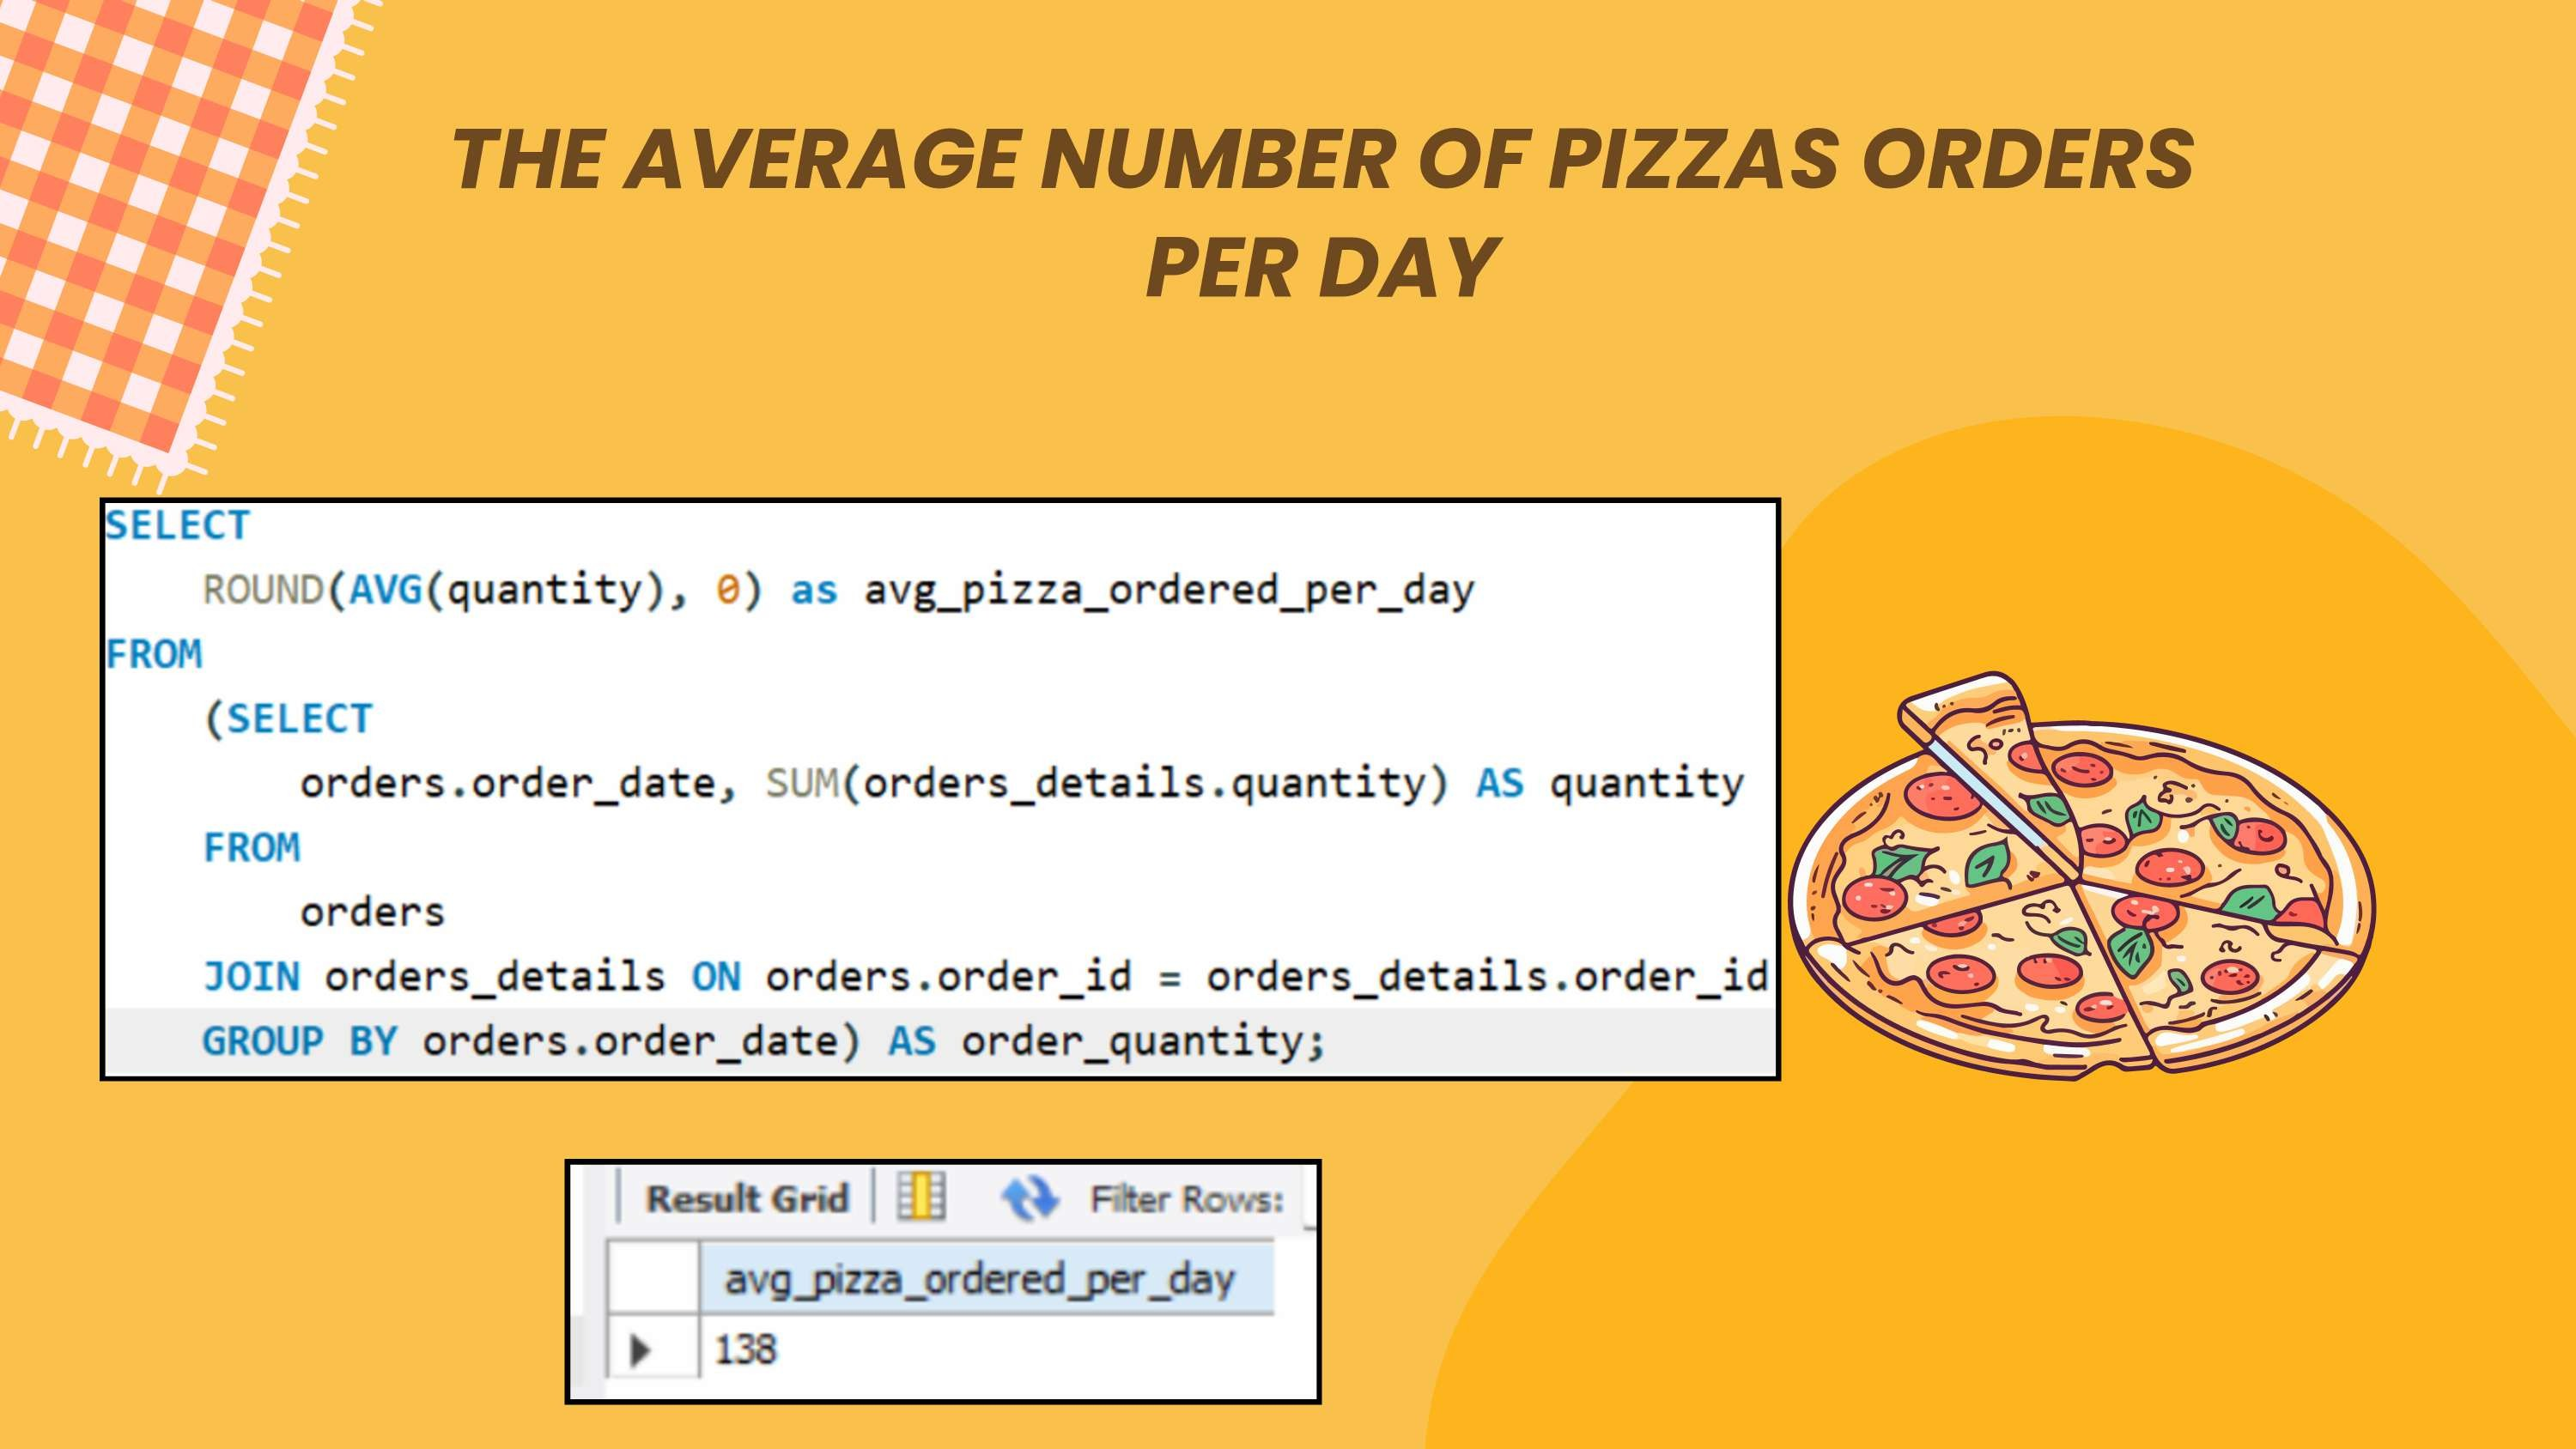 THE AVERAGE NUMBER OF PIZZAS ORDERS
PER DAY
SELECT
ROUND(AVG(quantity), 0) as avg_pizza_ordered_per_day
FROM
(SELECT
orders.order_date, SUM(orders_details.quantity) AS quantity
FROM
orders
JOIN orders_details ON orders.order_id = orders_details.order_id
GROUP BY orders.order_date) AS order_quantity;
Result Grid Filter Rows:
avg_pizza_ordered_per_day
138